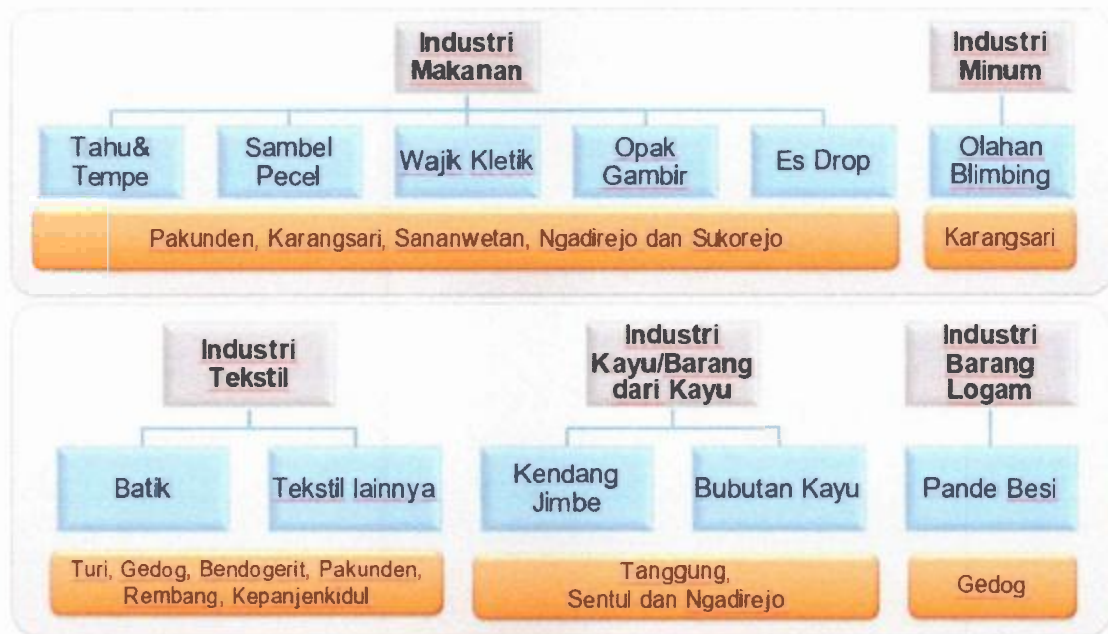 Industri
Makanan
Industri
Minum
Tahu&
Tempe
Sambel
Pecel
Wajik Kletik
Opak
Gambir
Es Drop
Olahan
Blimbing
Pakunden, Karangsari, Sananwetan, Ngadirejo dan Sukorejo
Karangsari
Industri
Tekstil
Industri
Kayu/Barang
dari Kayu
Industri
Barang
Logam
Batik
Tekstil lainnya
Kendang
Jimbe
Bubutan Kayu
Pande Besi
Turi, Gedog, Bendogerit, Pakunden,
Rembang, Kepanjenkidul
Tanggung,
Sentul dan Ngadirejo
Gedog